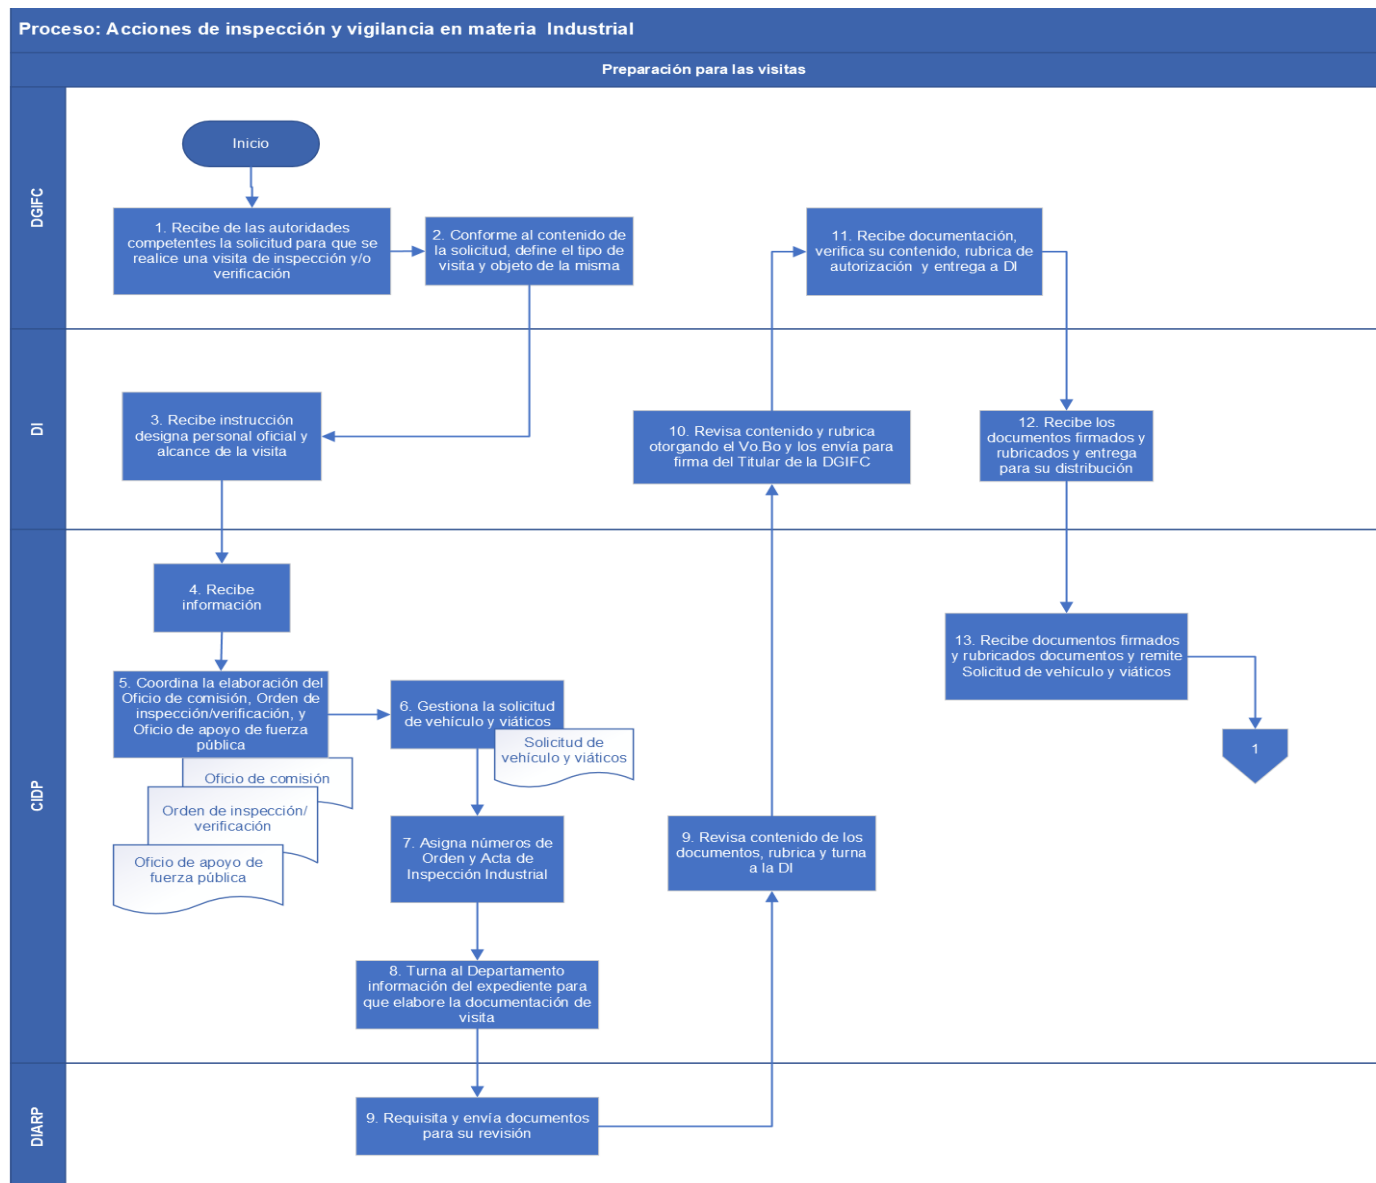 Proceso: Acciones de inspección y vigilancia en materia  Industrial
Preparación para las visitas
DGIFC
Inicio
1. Recibe de las autoridades
competentes la solicitud para que se
realice una visita de inspección y/o
verificación
2. Conforme al contenido de
la solicitud, define el tipo de
visita y objeto de la misma
11. Recibe documentación,
verifica su contenido, rubrica de
autorización  y entrega a DI
DI
3. Recibe instrucción
designa personal oficial y
alcance de la visita
10. Revisa contenido y rubrica
otorgando el Vo.Bo y los envía para
firma del Titular de la DGIFC
12. Recibe los
documentos firmados y
rubricados y entrega
para su distribución
CIDP
4. Recibe
información
5. Coordina la elaboración del
Oficio de comisión, Orden de
inspección/verificación, y
Oficio de apoyo de fuerza
pública
Oficio de comisión
Orden de inspección/
verificación
Oficio de apoyo de
fuerza pública
6. Gestiona la solicitud
de vehículo y viáticos
Solicitud de
vehículo y viáticos
7. Asigna números de
Orden y Acta de
Inspección Industrial
8. Turna al Departamento
información del expediente para
que elabore la documentación de
visita
9. Revisa contenido de los
documentos, rubrica y turna
a la DI
13. Recibe documentos firmados
y rubricados documentos y remite
Solicitud de vehículo y viáticos
1
DIARP
9. Requisita y envía documentos
para su revisión